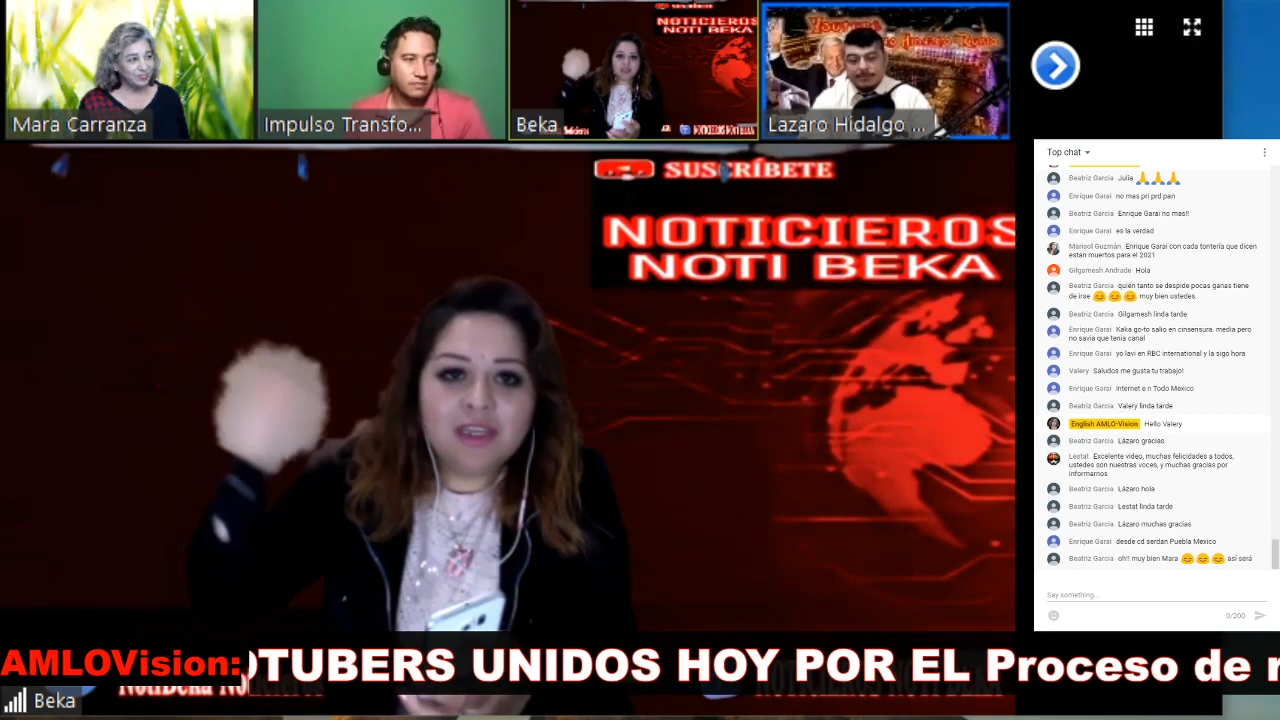 SUSCRÍBETE
NOTICIEROS
NOTI BEKA
Mara Carranza
Impulso Transfo...
Beka
Lazaro Hidalgo ...
SUSCRÍBETE
NOTICIEROS
NOTI BEKA
Top chat
Beatriz Garcia Julia 🙏🙏🙏
Enrique Garai no mas pri prd pan
Beatriz Garcia Enrique Garai no mas!!
Enrique Garai es la verdad
Marisol Guzmán Enrique Garai con cada tontería que dicen
estan muertos para el 2021
Gilgamesh Andrade Hola
Beatriz Garcia quién tanto se despide pocas ganas tiene
de irse 😊😊😊 muy bien ustedes.
Beatriz Garcia Gilgamesh linda tarde
Enrique Garai Kaka go-to salio en cinsensura. media pero
no savia que tenia canal
Enrique Garai yo lavi en RBC international y la sigo hora
Valery Saludos me gusta tu trabajo!
Enrique Garai Internet e n Todo Mexico
Beatriz Garcia Valery linda tarde
English AMLO-Vision Hello Valery
Beatriz Garcia Lázaro gracias
Lestat Excelente video, muchas felicidades a todos,
ustedes son nuestras voces, y muchas gracias por
informarnos
Beatriz Garcia Lázaro hola
Beatriz Garcia Lestat linda tarde
Beatriz Garcia Lázaro muchas gracias
Enrique Garai desde cd serdan Puebla Mexico
Beatriz Garcia oh!! muy bien Mara 😊😊😊 así será
Say something...
0/200
AMLOVision: OTUBERS UNIDOS HOY POR EL Proceso de r
Beka